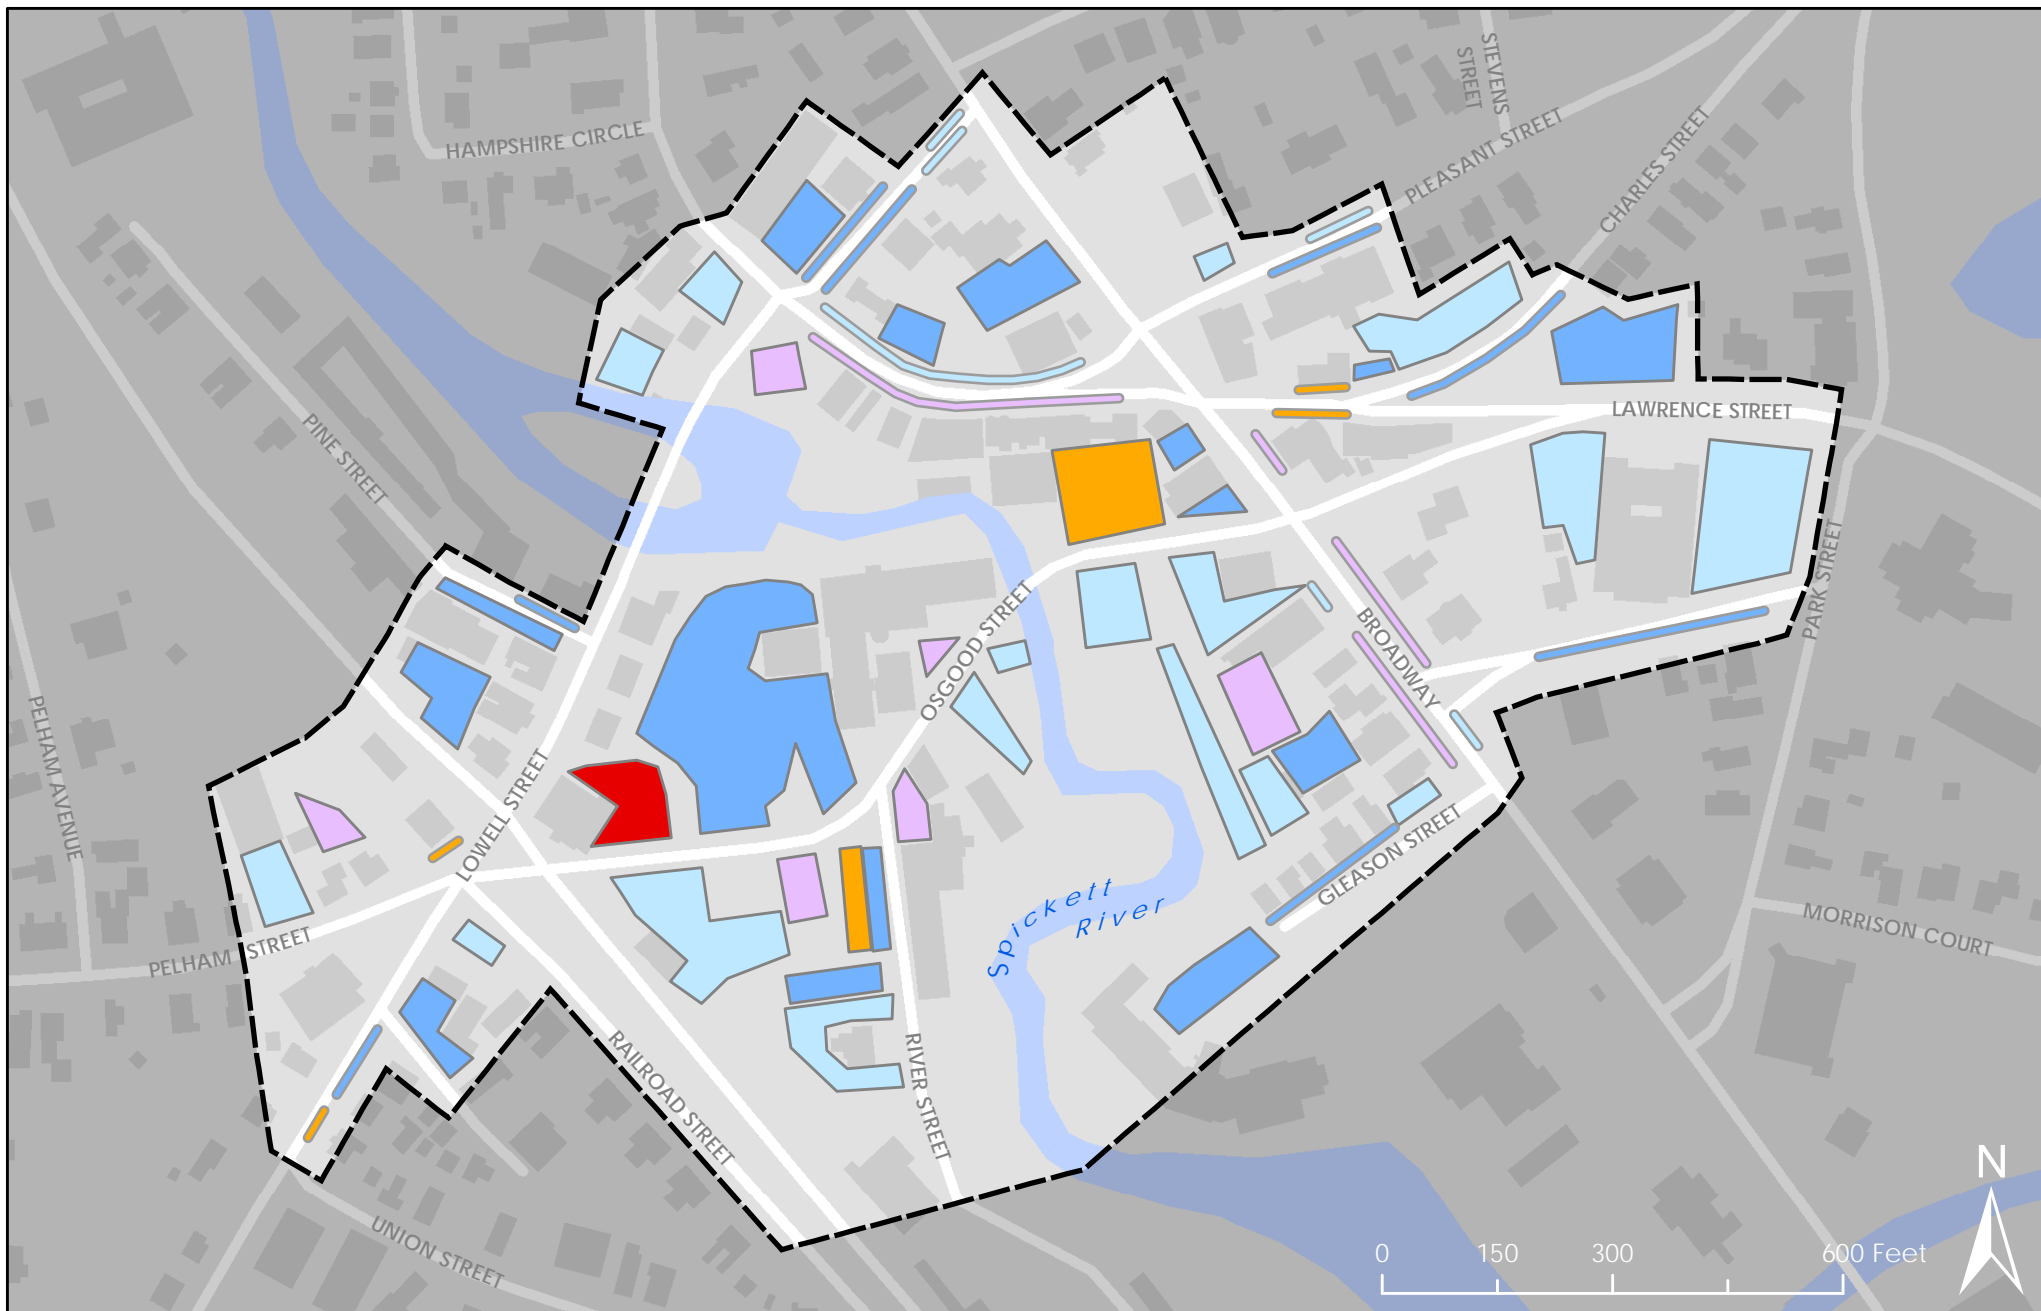 STEVENS
STREET
HAMPSHIRE CIRCLE
PLEASANT STREET
CHARLES STREET
LAWRENCE STREET
PINE STREET
PARK STREET
OSGOOD STREET
BROADWAY
PELHAM AVENUE
LOWELL STREET
GLEASON STREET
Spickett
River
PELHAM STREET
MORRISON COURT
RAILROAD STREET
RIVER STREET
UNION STREET
N
0 150 300 600 Feet